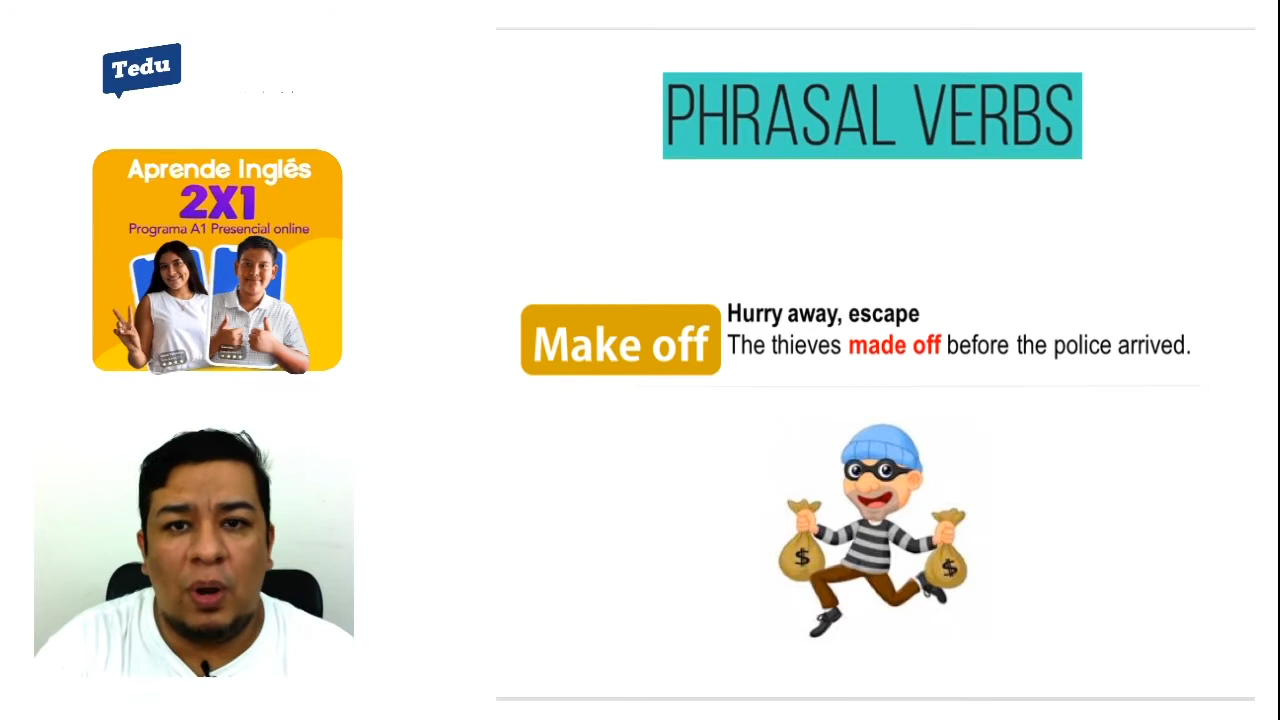 Tedu
Aprende Inglés
2X1
Programa A1 Presencial online
PHRASAL VERBS
Make off
Hurry away, escape
The thieves made off before the police arrived.
$
$